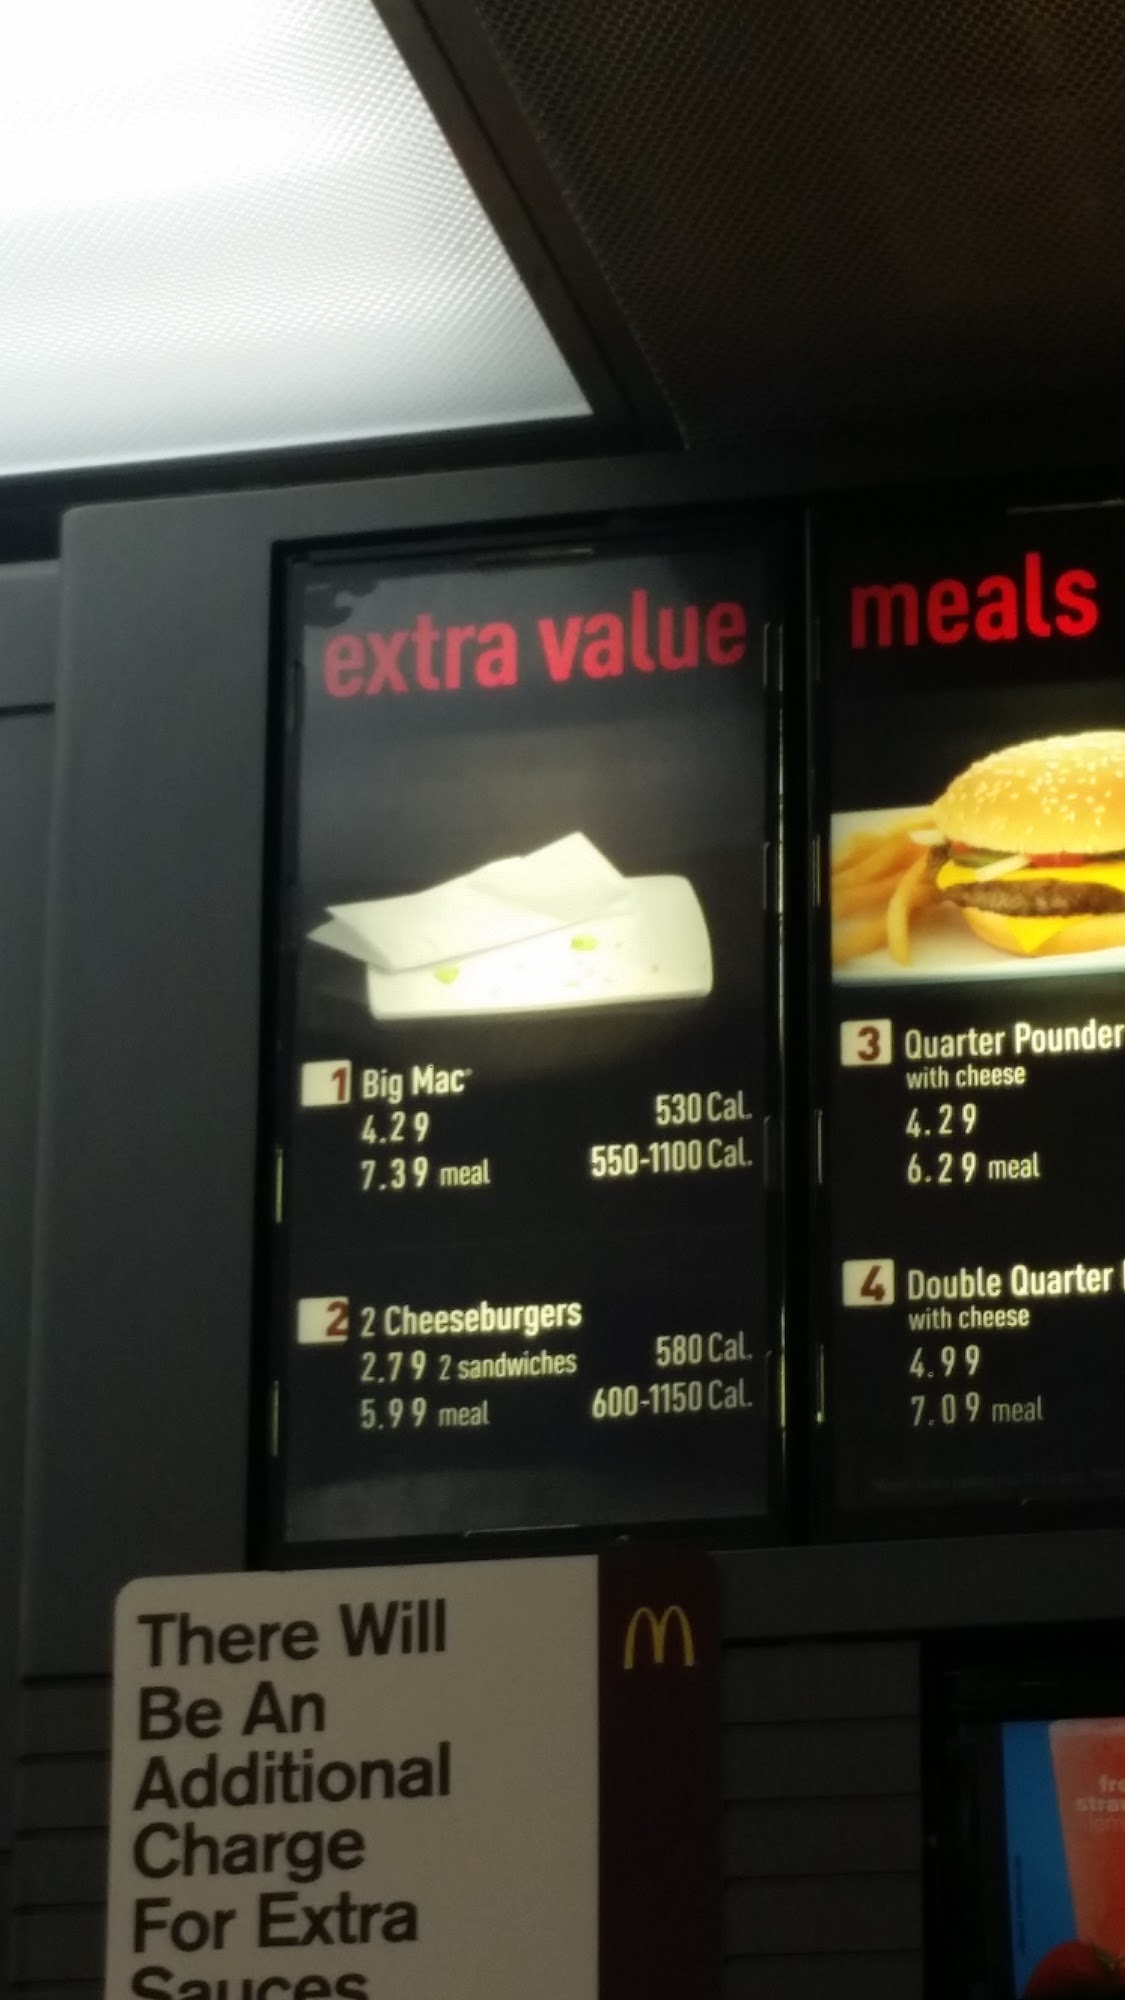 extra value
meals
1 Big Mac®
4.29 530 Cal.
7.39 meal 550-1100 Cal.
2 2 Cheeseburgers
2.79 2 sandwiches 580 Cal.
5.99 meal 600-1150 Cal.
3 Quarter Pounder
with cheese
4.29
6.29 meal
4 Double Quarter
with cheese
4.99
7.09 meal
There Will
Be An
Additional
Charge
For Extra
Sauces